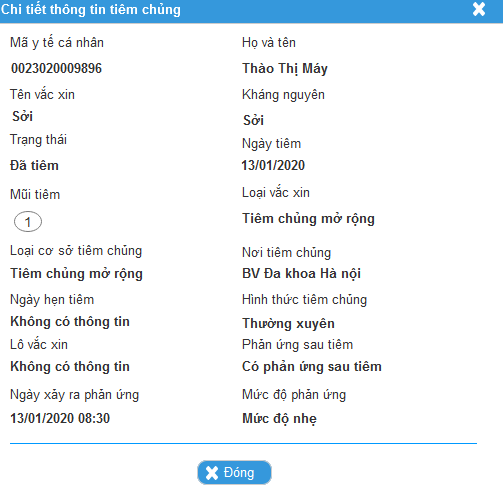 Chi tiết thông tin tiêm chủng
Mã y tế cá nhân
Họ và tên
0023020009896
Thào Thị Máy
Tên vắc xin
Kháng nguyên
Sởi
Sởi
Trạng thái
Ngày tiêm
Đã tiêm
13/01/2020
Mũi tiêm
Loại vắc xin
1
Tiêm chủng mở rộng
Loại cơ sở tiêm chủng
Nơi tiêm chủng
Tiêm chủng mở rộng
BV Đa khoa Hà nội
Ngày hẹn tiêm
Hình thức tiêm chủng
Không có thông tin
Thường xuyên
Lô vắc xin
Phản ứng sau tiêm
Không có thông tin
Có phản ứng sau tiêm
Ngày xảy ra phản ứng
Mức độ phản ứng
13/01/2020 08:30
Mức độ nhẹ
Đóng